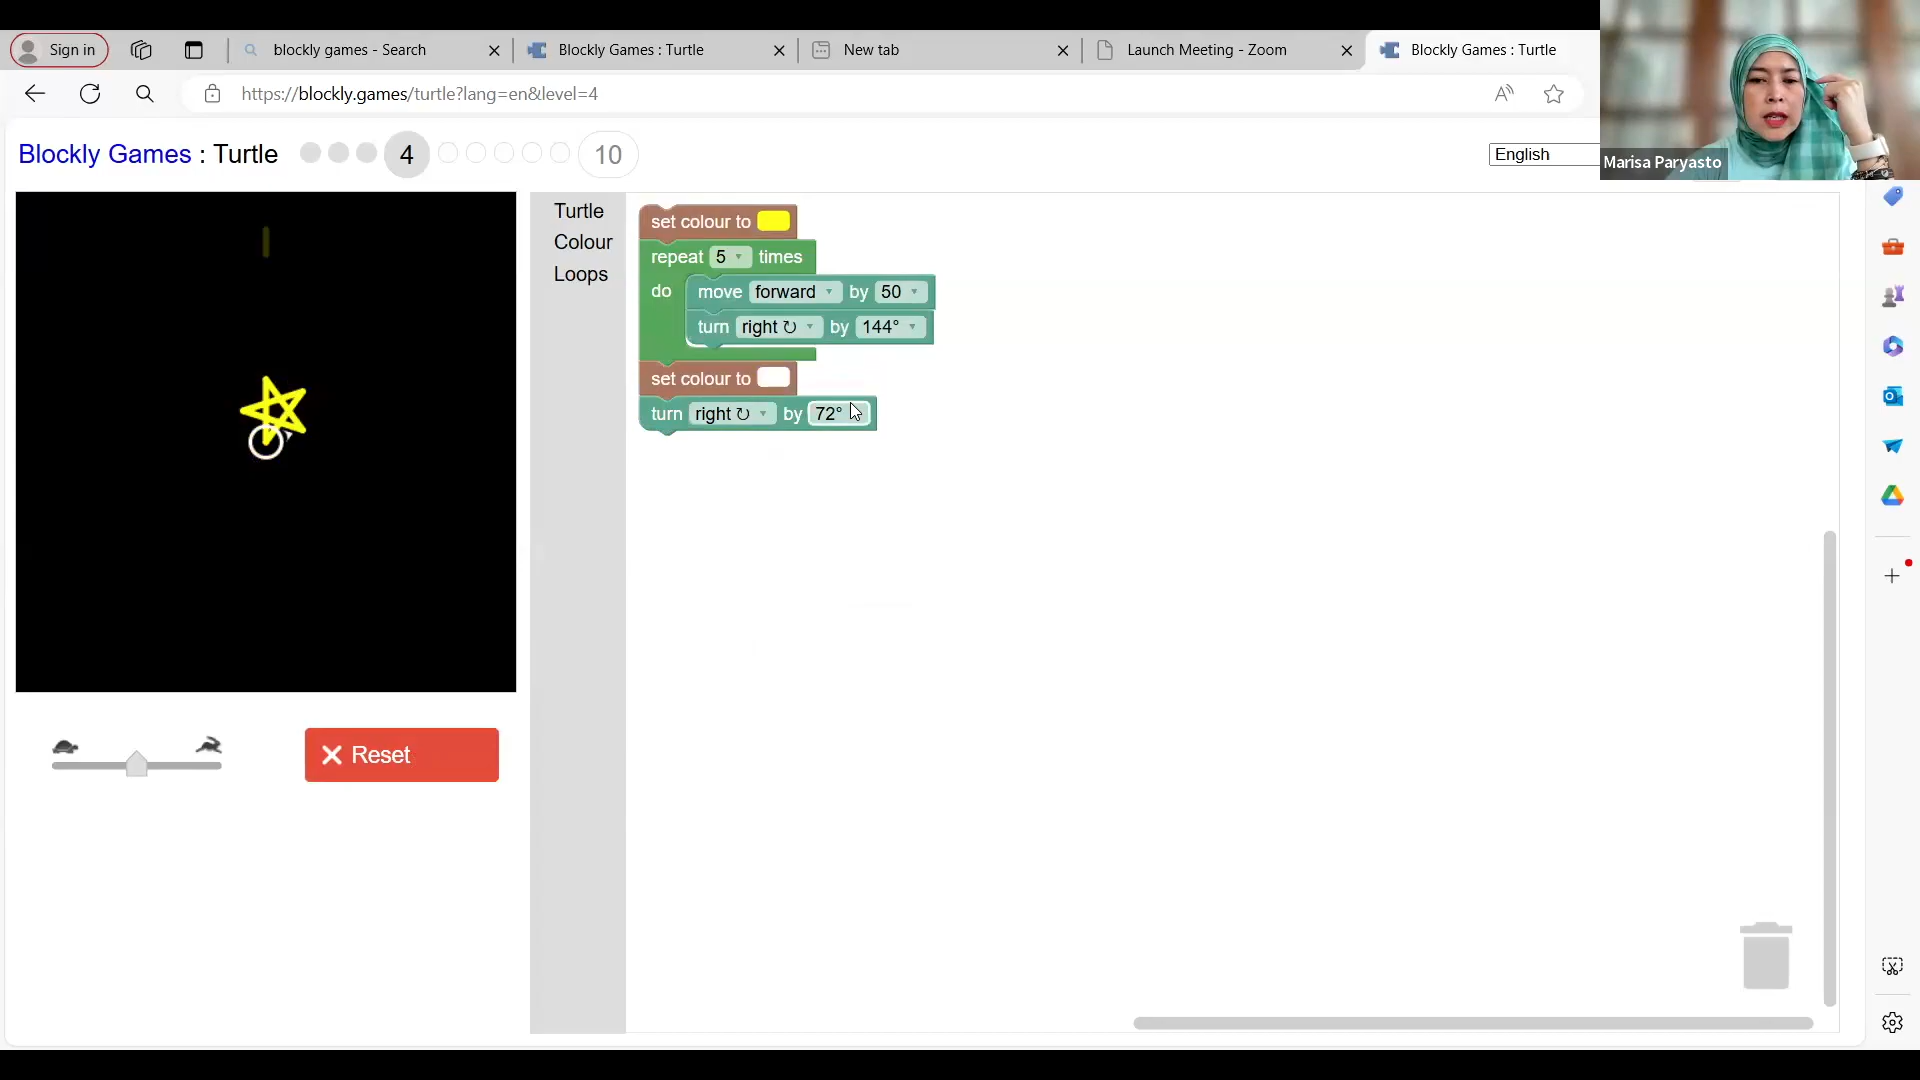 Sign in
blockly games - Search
Blockly Games : Turtle
New tab
Launch Meeting - Zoom
Blockly Games : Turtle
https://blockly.games/turtle?lang=en&level=4
Blockly Games : Turtle
4
10
English
Marisa Paryasto
Turtle
Colour
Loops
set colour to
repeat 5 times
do move forward by 50
turn right ↻ by 144°
set colour to
turn right ↻ by 72°
Reset